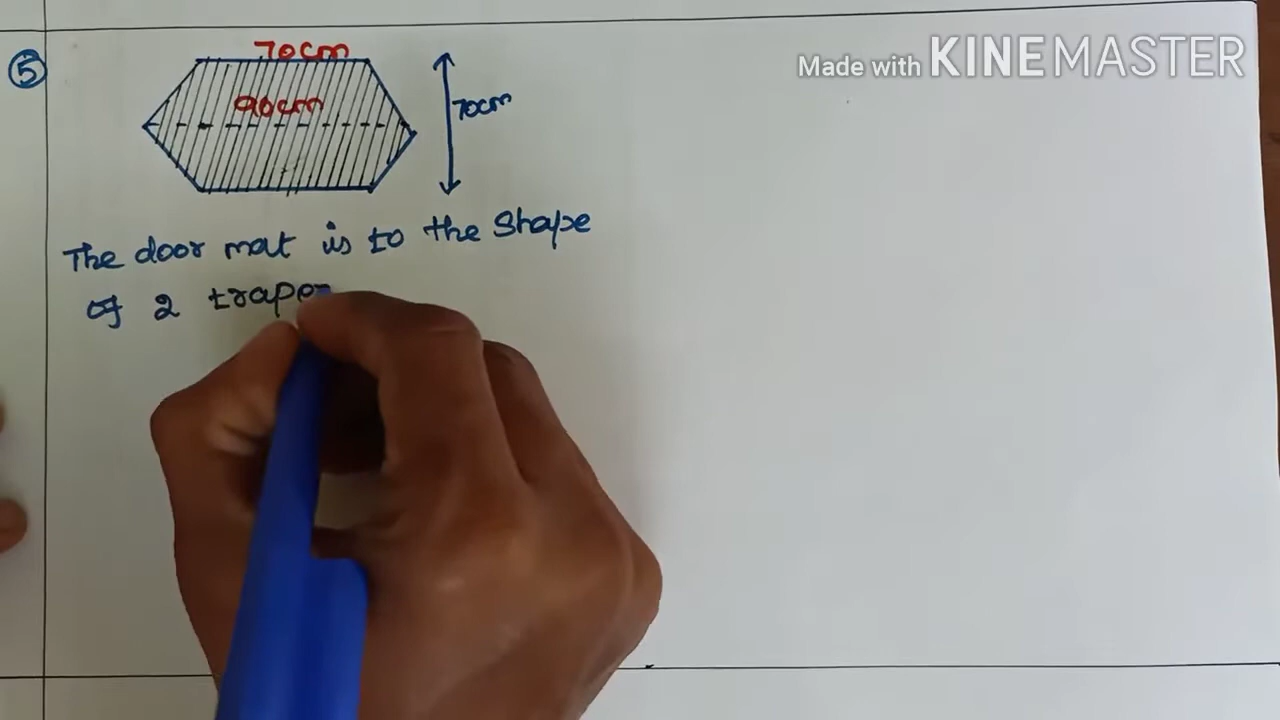 Made with KINEMASTER
5
70cm
90cm
70cm
The door mat is to the shape
of 2 trape